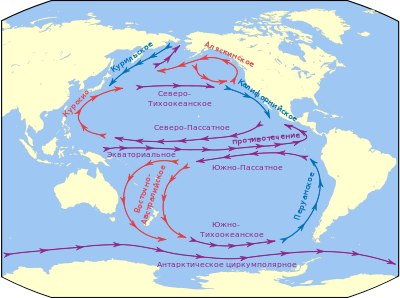 Курильское
Аляскинское
Куросио
Северо-
Тихоокеанское
Калифорнийское
Северо-Пассатное
противотечение
Экваториальное
Южно-Пассатное
Восточно-
Австралийское
Перуанское
Южно-
Тихоокеанское
Антарктическое циркумполярное